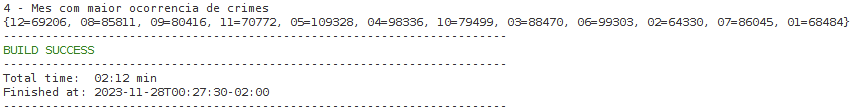 4 - Mes com maior ocorrencia de crimes
{12=69206, 08=85811, 09=80416, 11=70772, 05=109328, 04=98336, 10=79499, 03=88470, 06=99303, 02=64330, 07=86045, 01=68484}
------------------------------------------------------------------------
BUILD SUCCESS
------------------------------------------------------------------------
Total time:  02:12 min
Finished at: 2023-11-28T00:27:30-02:00
------------------------------------------------------------------------